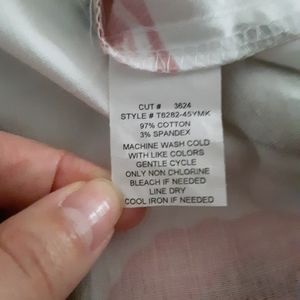 CUT # 3624
STYLE # T6282-45YMK
97% COTTON
3% SPANDEX
MACHINE WASH COLD
WITH LIKE COLORS
GENTLE CYCLE
ONLY NON CHLORINE
BLEACH IF NEEDED
LINE DRY
COOL IRON IF NEEDED